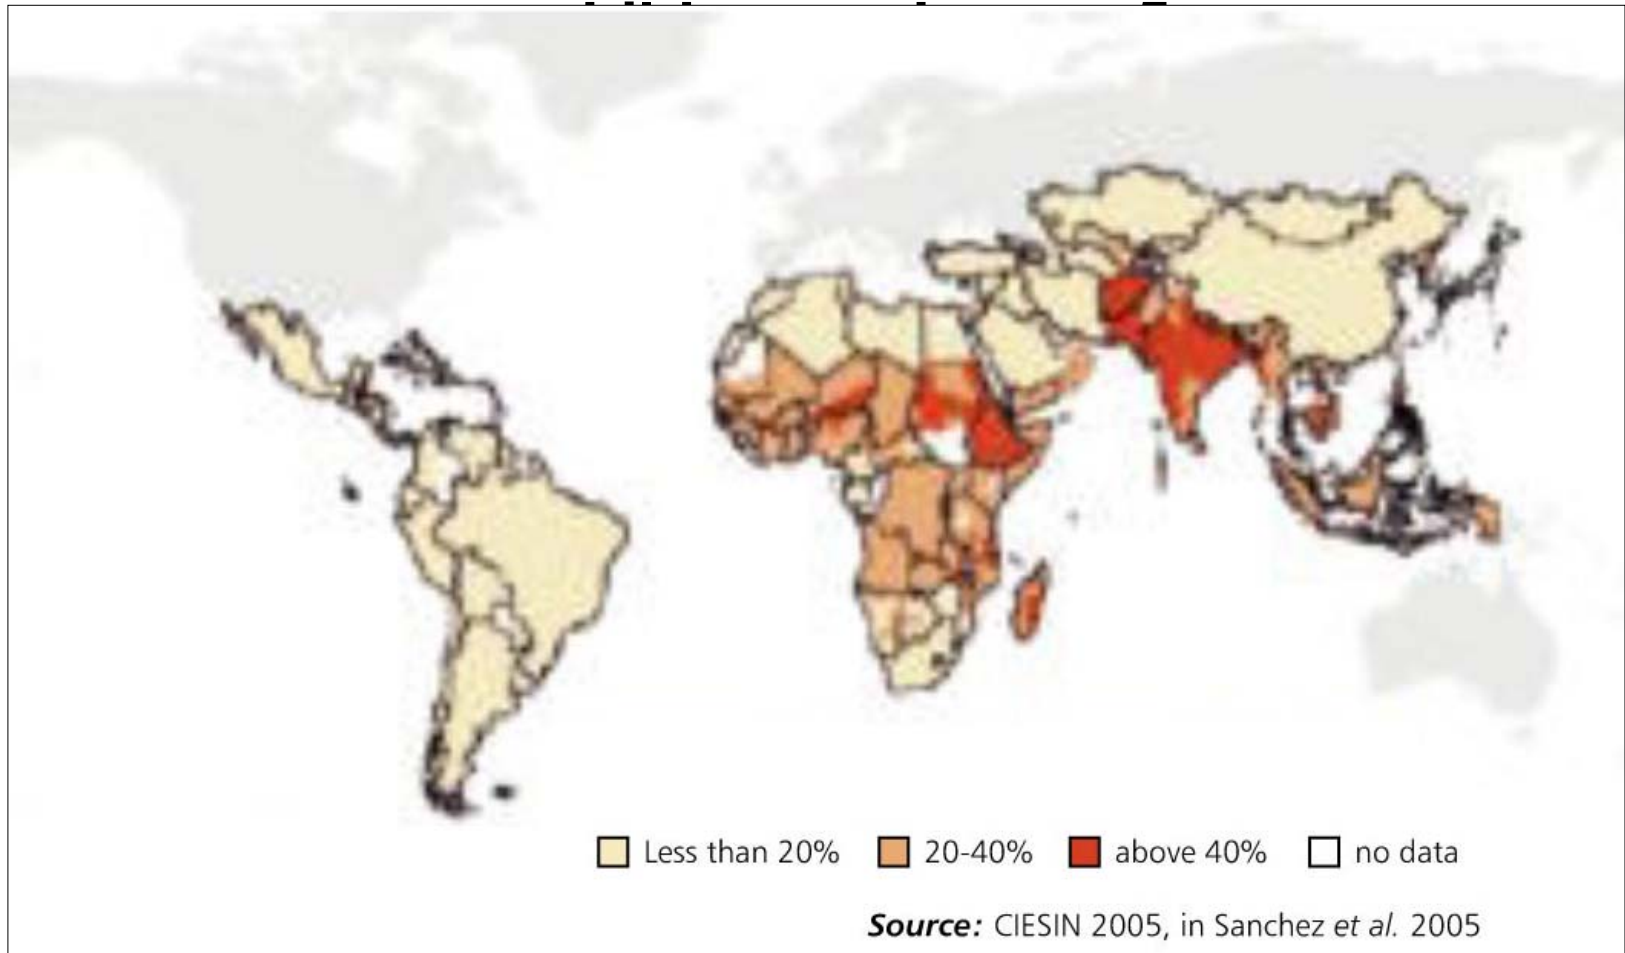 Less than 20% 20-40% above 40% no data
Source: CIESIN 2005, in Sanchez et al. 2005